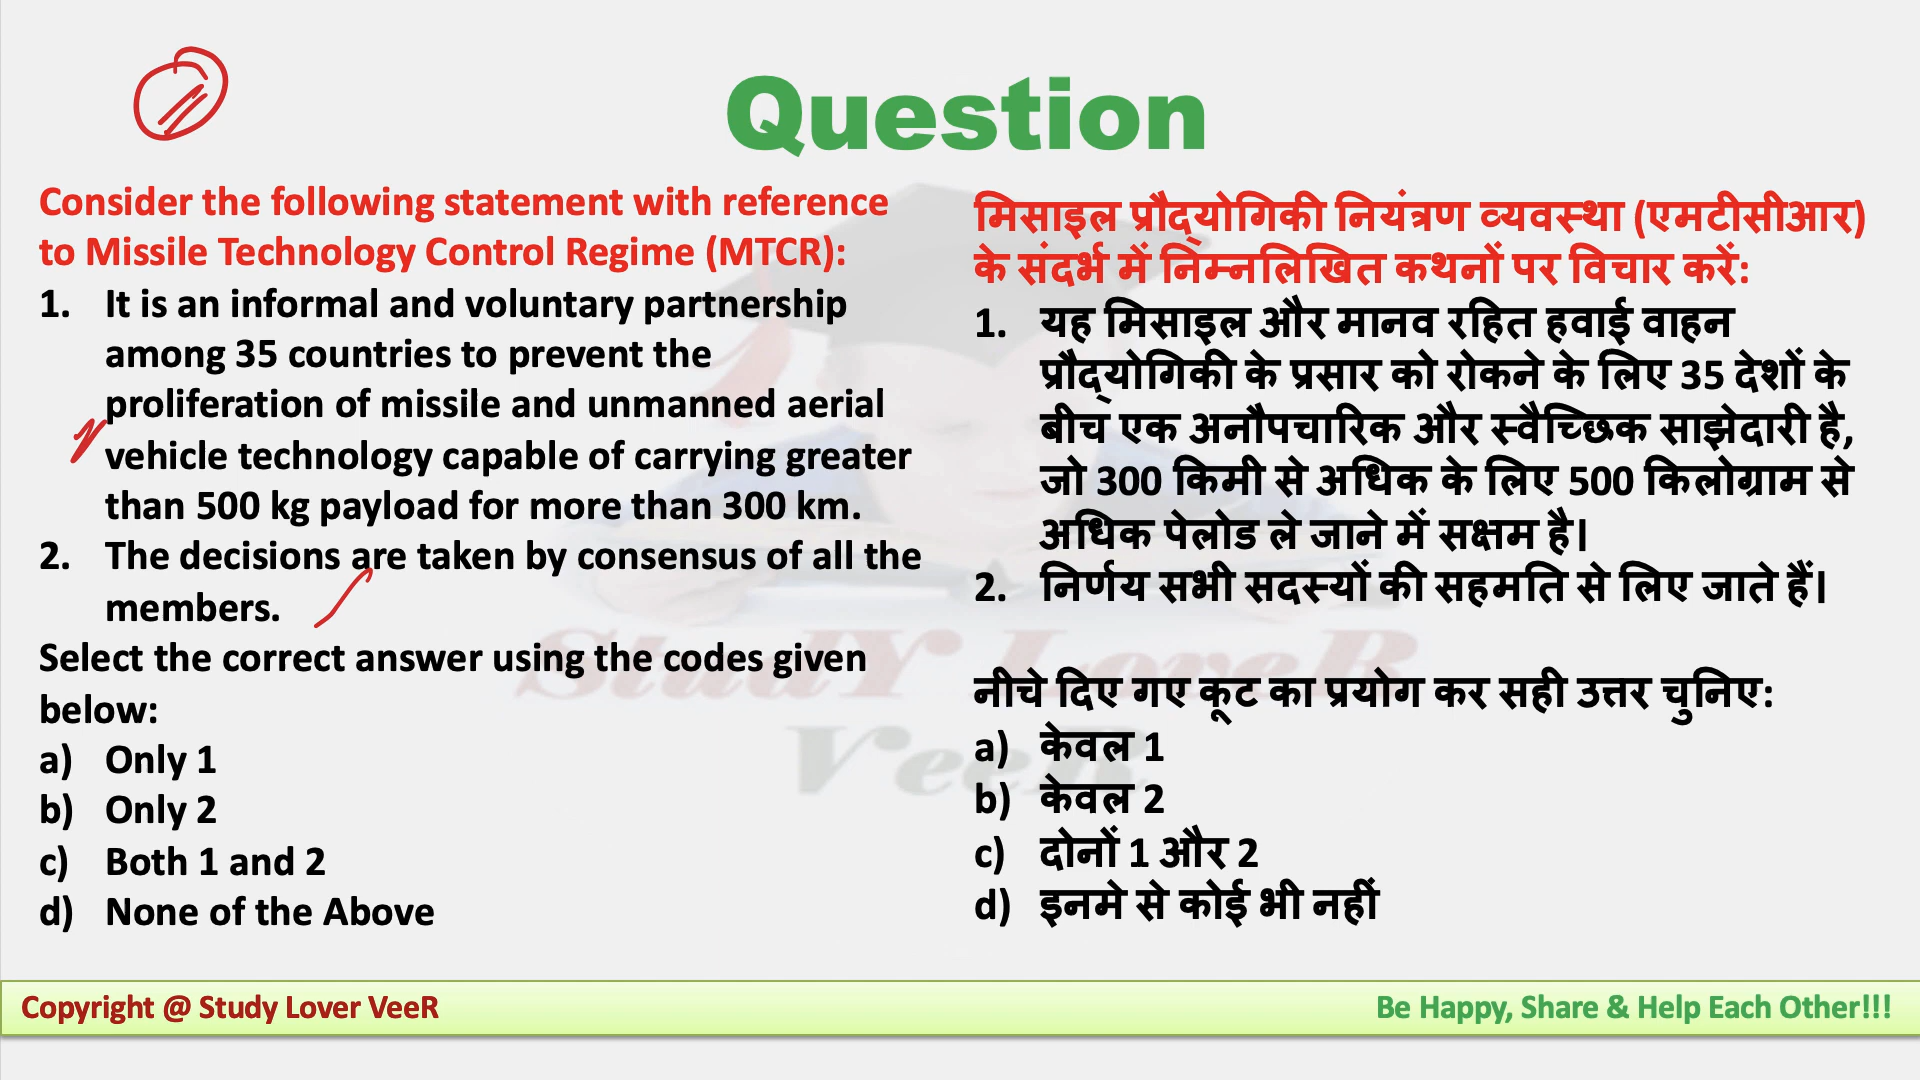 Question
Consider the following statement with reference
to Missile Technology Control Regime (MTCR):
1. It is an informal and voluntary partnership
among 35 countries to prevent the
proliferation of missile and unmanned aerial
vehicle technology capable of carrying greater
than 500 kg payload for more than 300 km.
2. The decisions are taken by consensus of all the
members.
Select the correct answer using the codes given
below:
a) Only 1
b) Only 2
c) Both 1 and 2
d) None of the Above
मिसाइल प्रौद्योगिकी नियंत्रण व्यवस्था (एमटीसीआर)
के संदर्भ में निम्नलिखित कथनों पर विचार करें:
1. यह मिसाइल और मानव रहित हवाई वाहन
प्रौद्योगिकी के प्रसार को रोकने के लिए 35 देशों के
बीच एक अनौपचारिक और स्वैच्छिक साझेदारी है,
जो 300 किमी से अधिक के लिए 500 किलोग्राम से
अधिक पेलोड ले जाने में सक्षम है।
2. निर्णय सभी सदस्यों की सहमति से लिए जाते हैं।
नीचे दिए गए कूट का प्रयोग कर सही उत्तर चुनिए:
a) केवल 1
b) केवल 2
c) दोनों 1 और 2
d) इनमे से कोई भी नहीं
StudY LoveR
VeeR
Copyright @ Study Lover VeeR
Be Happy, Share & Help Each Other!!!